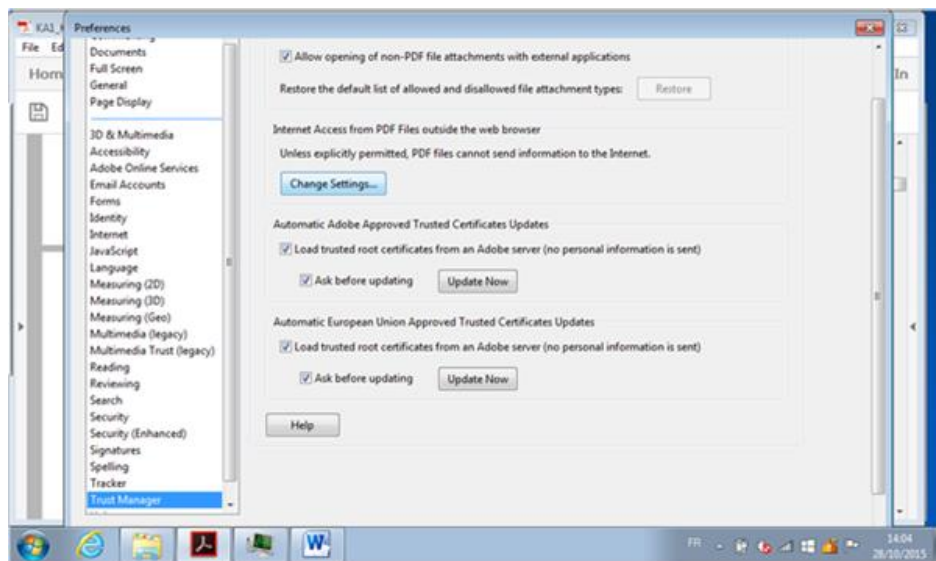 KA1_
Preferences
File Ed
Hom
In
Documents
Full Screen
General
Page Display
3D & Multimedia
Accessibility
Adobe Online Services
Email Accounts
Forms
Identity
Internet
JavaScript
Language
Measuring (2D)
Measuring (3D)
Measuring (Geo)
Multimedia (legacy)
Multimedia Trust (legacy)
Reading
Reviewing
Search
Security
Security (Enhanced)
Signatures
Spelling
Tracker
Trust Manager
Allow opening of non-PDF file attachments with external applications
Restore the default list of allowed and disallowed file attachment types: Restore
Internet Access from PDF Files outside the web browser
Unless explicitly permitted, PDF files cannot send information to the Internet.
Change Settings...
Automatic Adobe Approved Trusted Certificates Updates
Load trusted root certificates from an Adobe server (no personal information is sent)
Ask before updating Update Now
Automatic European Union Approved Trusted Certificates Updates
Load trusted root certificates from an Adobe server (no personal information is sent)
Ask before updating Update Now
Help
W
FR
14:04
28/10/2015